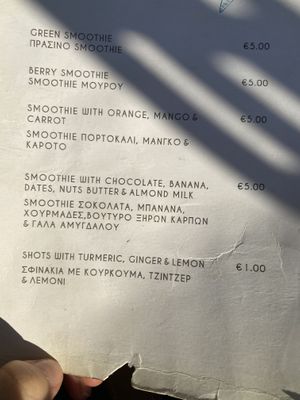 GREEN SMOOTHIE
ΠΡΑΣΙΝΟ SMOOTHIE €5.00
BERRY SMOOTHIE
SMOOTHIE ΜΟΥΡΟΥ €5.00
SMOOTHIE WITH ORANGE, MANGO & €5.00
CARROT
SMOOTHIE ΠΟΡΤΟΚΑΛΙ, ΜΑΝΓΚΟ &
ΚΑΡΟΤΟ
SMOOTHIE WITH CHOCOLATE, BANANA, €5.00
DATES, NUTS BUTTER & ALMOND MILK
SMOOTHIE ΣΟΚΟΛΑΤΑ, ΜΠΑΝΑΝΑ,
ΧΟΥΡΜΑΔΕΣ,ΒΟΥΤΥΡΟ ΞΗΡΩΝ ΚΑΡΠΩΝ
& ΓΑΛΑ ΑΜΥΓΔΑΛΟΥ
SHOTS WITH TURMERIC, GINGER & LEMON €1.00
ΣΦΙΝΑΚΙΑ ΜΕ ΚΟΥΡΚΟΥΜΑ, ΤΖΙΝΤΖΕΡ
& ΛΕΜΟΝΙ